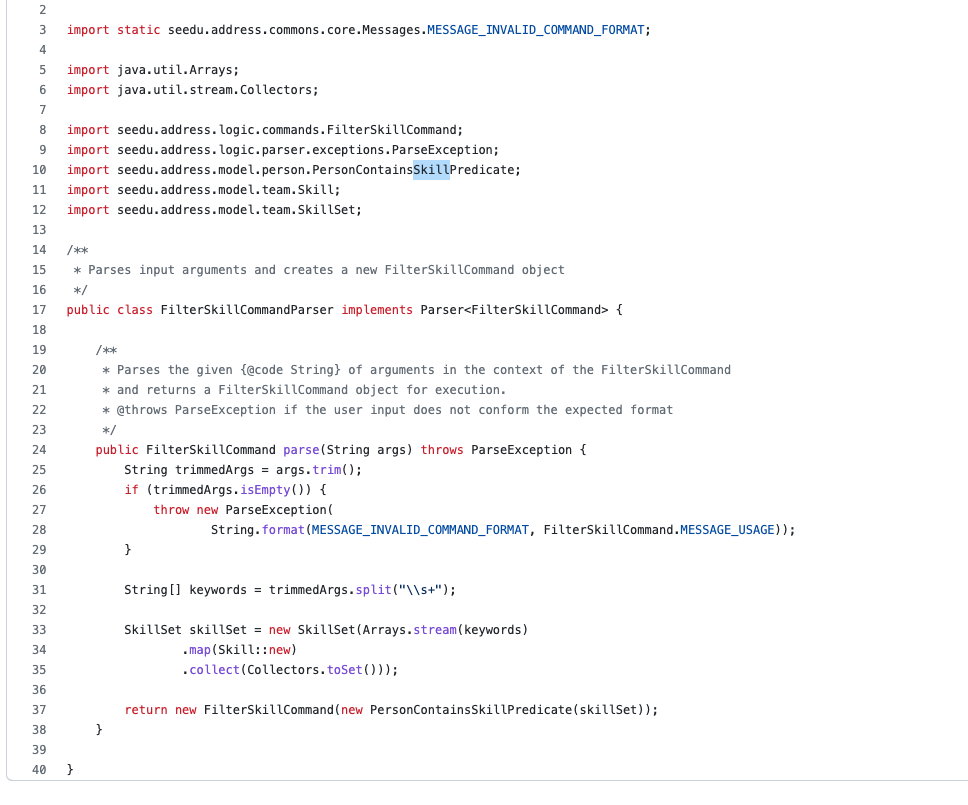 2
3 import static seedu.address.commons.core.Messages.MESSAGE_INVALID_COMMAND_FORMAT;
4
5 import java.util.Arrays;
6 import java.util.stream.Collectors;
7
8 import seedu.address.logic.commands.FilterSkillCommand;
9 import seedu.address.logic.parser.exceptions.ParseException;
10 import seedu.address.model.person.PersonContainsSkillPredicate;
11 import seedu.address.model.team.Skill;
12 import seedu.address.model.team.SkillSet;
13
14 /**
15  * Parses input arguments and creates a new FilterSkillCommand object
16  */
17 public class FilterSkillCommandParser implements Parser<FilterSkillCommand> {
18
19     /**
20      * Parses the given {@code String} of arguments in the context of the FilterSkillCommand
21      * and returns a FilterSkillCommand object for execution.
22      * @throws ParseException if the user input does not conform the expected format
23      */
24     public FilterSkillCommand parse(String args) throws ParseException {
25         String trimmedArgs = args.trim();
26         if (trimmedArgs.isEmpty()) {
27             throw new ParseException(
28                     String.format(MESSAGE_INVALID_COMMAND_FORMAT, FilterSkillCommand.MESSAGE_USAGE));
29         }
30
31         String[] keywords = trimmedArgs.split("\\s+");
32
33         SkillSet skillSet = new SkillSet(Arrays.stream(keywords)
34                 .map(Skill::new)
35                 .collect(Collectors.toSet()));
36
37         return new FilterSkillCommand(new PersonContainsSkillPredicate(skillSet));
38     }
39
40 }